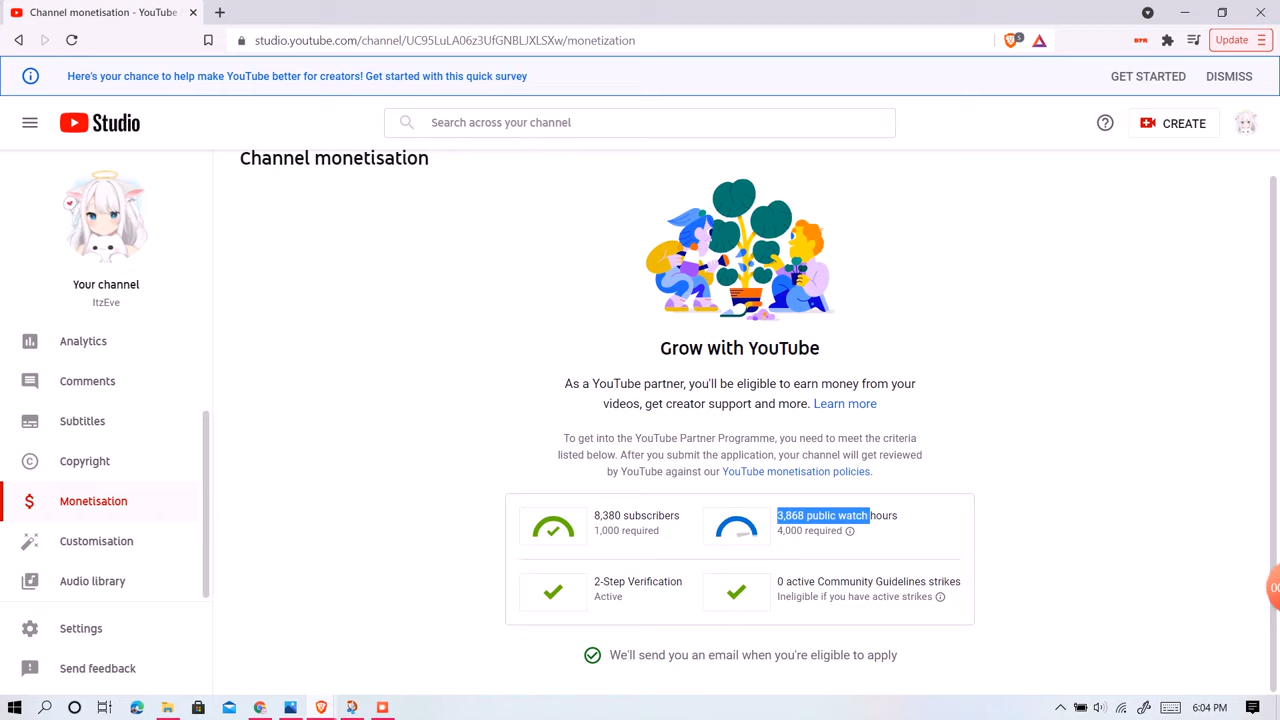 Channel monetisation - YouTube
studio.youtube.com/channel/UC95LuLA06z3UfGNBLJXLSXw/monetization
Update
Here's your chance to help make YouTube better for creators! Get started with this quick survey
GET STARTED
DISMISS
Studio
Search across your channel
CREATE
Channel monetisation
Your channel
ItzEve
Analytics
Comments
Subtitles
Copyright
Monetisation
Customisation
Audio library
Settings
Send feedback
Grow with YouTube
As a YouTube partner, you'll be eligible to earn money from your
videos, get creator support and more. Learn more
To get into the YouTube Partner Programme, you need to meet the criteria
listed below. After you submit the application, your channel will get reviewed
by YouTube against our YouTube monetisation policies.
8,380 subscribers
1,000 required
3,868 public watch hours
4,000 required
2-Step Verification
Active
0 active Community Guidelines strikes
Ineligible if you have active strikes
We'll send you an email when you're eligible to apply
6:04 PM